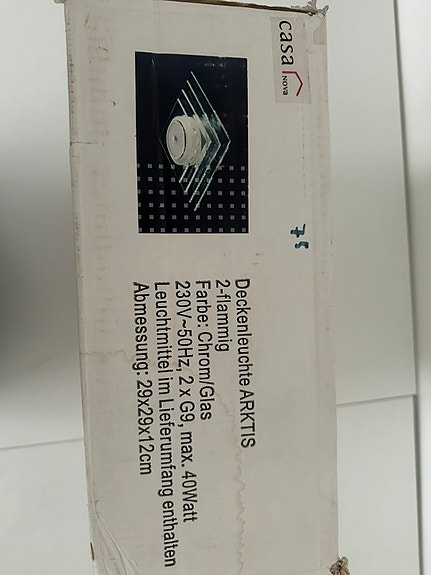 casa
NOVA
75
Deckenleuchte ARKTIS
2-flammig
Farbe: Chrom/Glas
230V~50Hz, 2 x G9, max. 40Watt
Leuchtmittel im Lieferumfang enthalten
Abmessung: 29x29x12cm